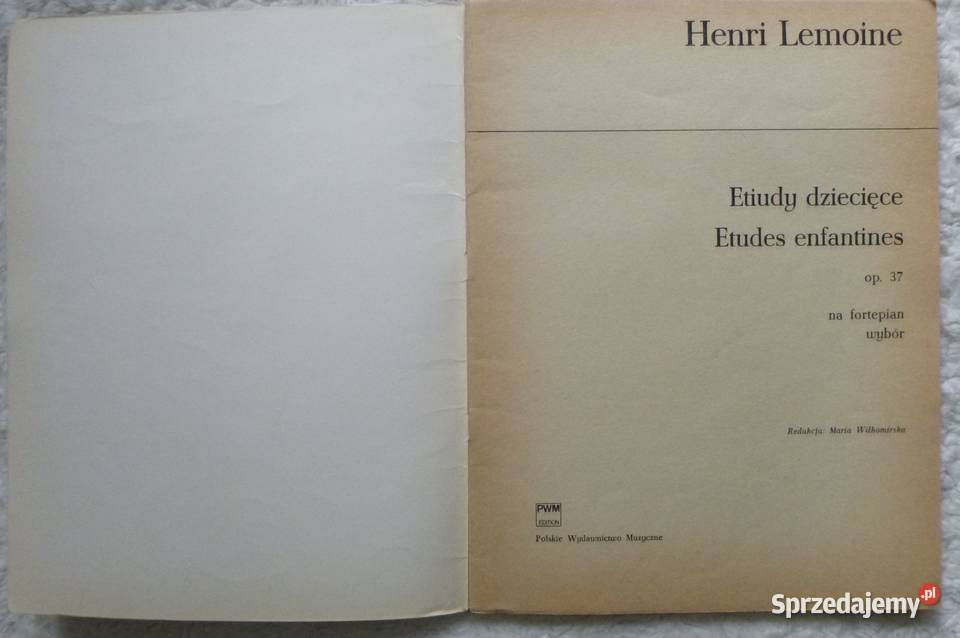 Henri Lemoine
Etiudy dziecięce
Etudes enfantines
op. 37
na fortepian
wybór
Redakcja: Maria Wiłkomirska
PWM
EDITION
Polskie Wydawnictwo Muzyczne
Sprzedajemy.pl